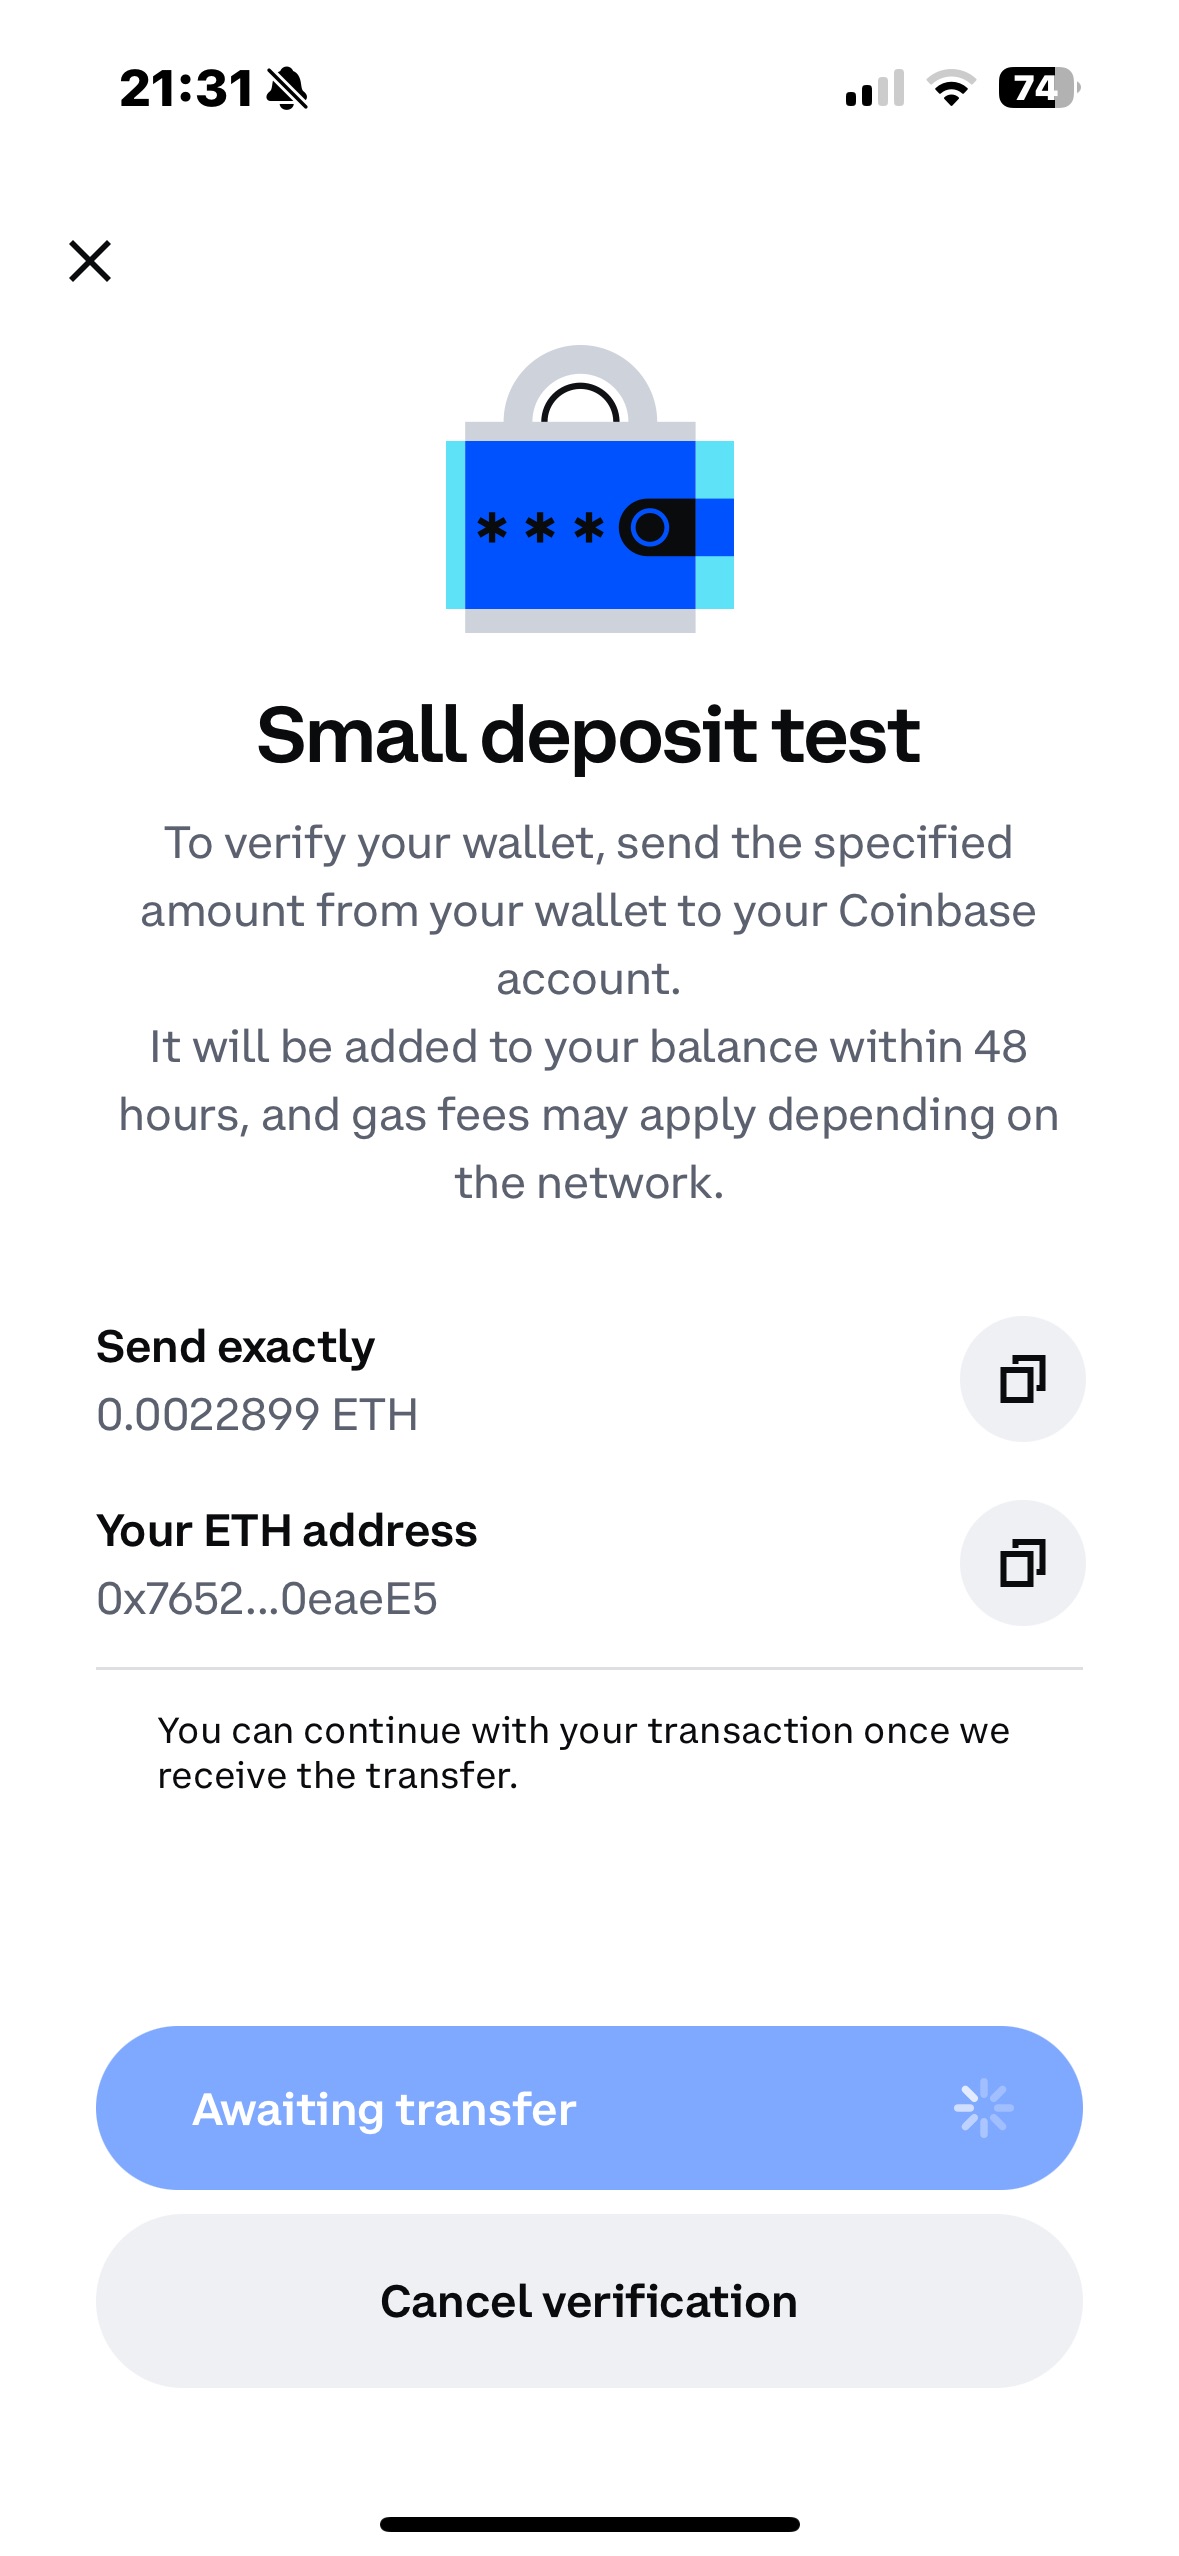 21:31
74
***
Small deposit test
To verify your wallet, send the specified
amount from your wallet to your Coinbase
account.
It will be added to your balance within 48
hours, and gas fees may apply depending on
the network.
Send exactly
0.0022899 ETH
Your ETH address
0x7652...0eaeE5
You can continue with your transaction once we
receive the transfer.
Awaiting transfer
Cancel verification